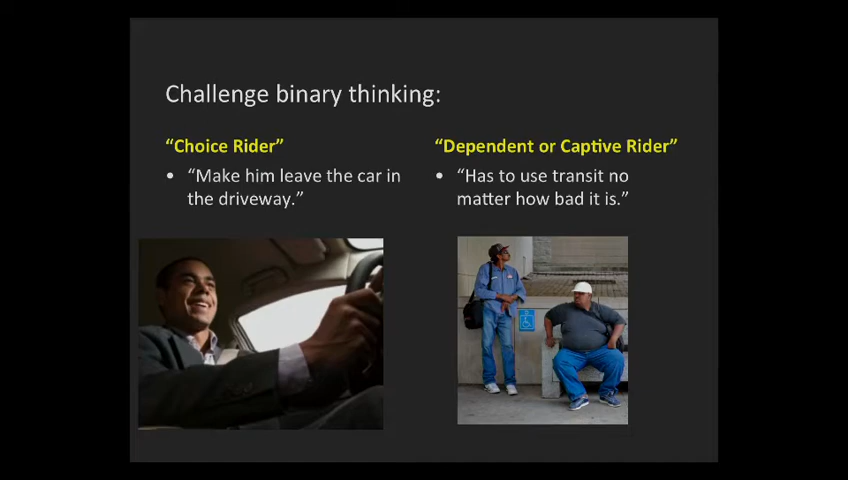 Challenge binary thinking:
“Choice Rider”
• “Make him leave the car in
the driveway.”
“Dependent or Captive Rider”
• “Has to use transit no
matter how bad it is.”